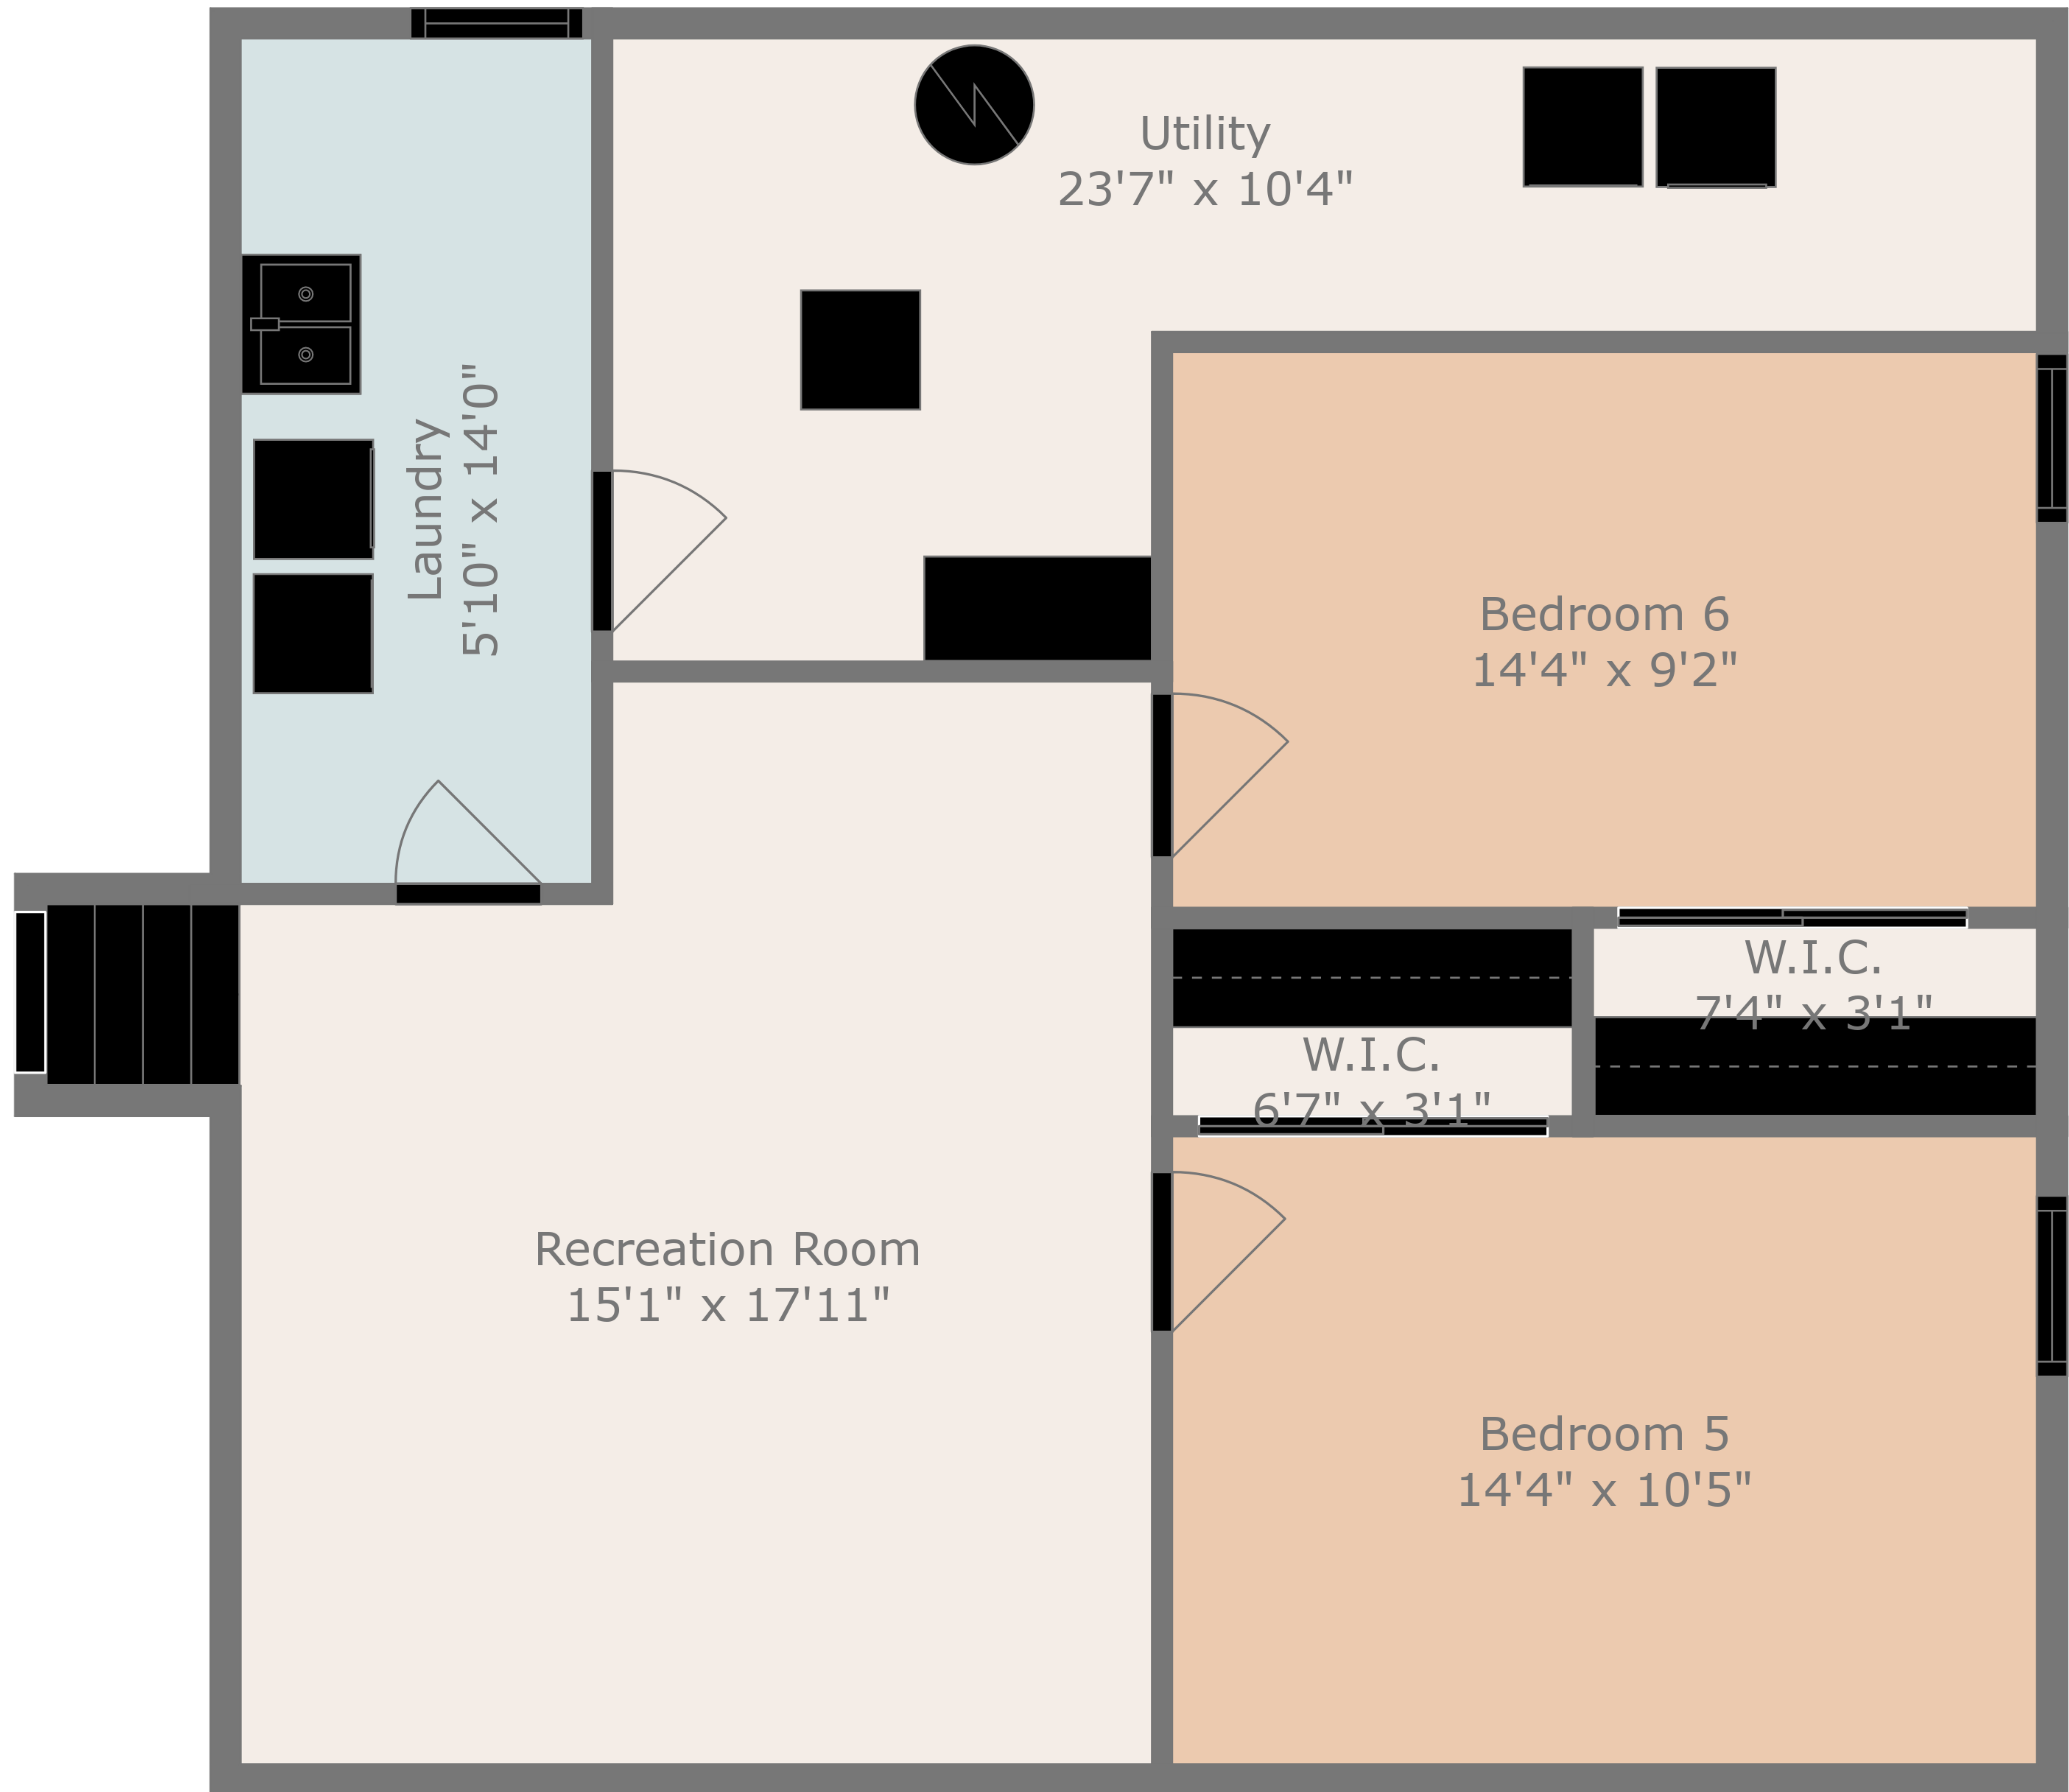 Utility
23'7" x 10'4"
Laundry
5'10" x 14'0"
Bedroom 6
14'4" x 9'2"
W.I.C.
7'4" x 3'1"
W.I.C.
6'7" x 3'1"
Recreation Room
15'1" x 17'11"
Bedroom 5
14'4" x 10'5"